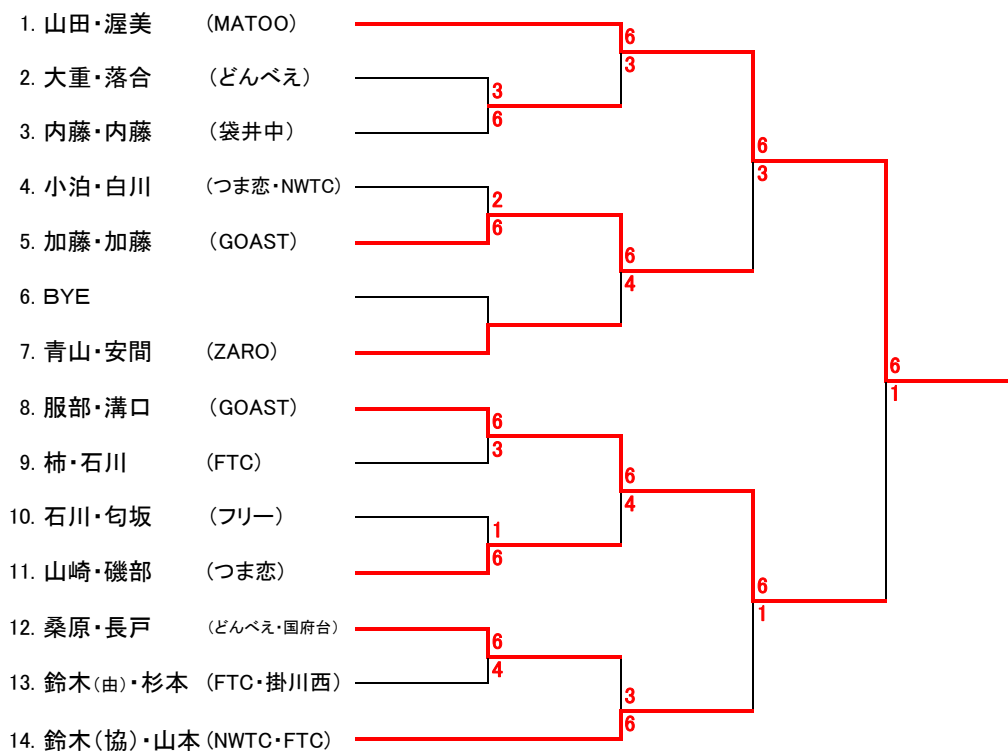 1. 山田・渥美 (MATOO)
2. 大重・落合 (どんべえ)
3. 内藤・内藤 (袋井中)
4. 小泊・白川 (つま恋・NWTC)
5. 加藤・加藤 (GOAST)
6. BYE
7. 青山・安間 (ZARO)
8. 服部・溝口 (GOAST)
9. 柿・石川 (FTC)
10. 石川・匂坂 (フリー)
11. 山崎・磯部 (つま恋)
12. 桑原・長戸 (どんべえ・国府台)
13. 鈴木(由)・杉本 (FTC・掛川西)
14. 鈴木(協)・山本 (NWTC・FTC)
3
6
2
6
6
3
1
6
6
4
6
3
6
4
6
4
3
6
6
3
6
1
6
1